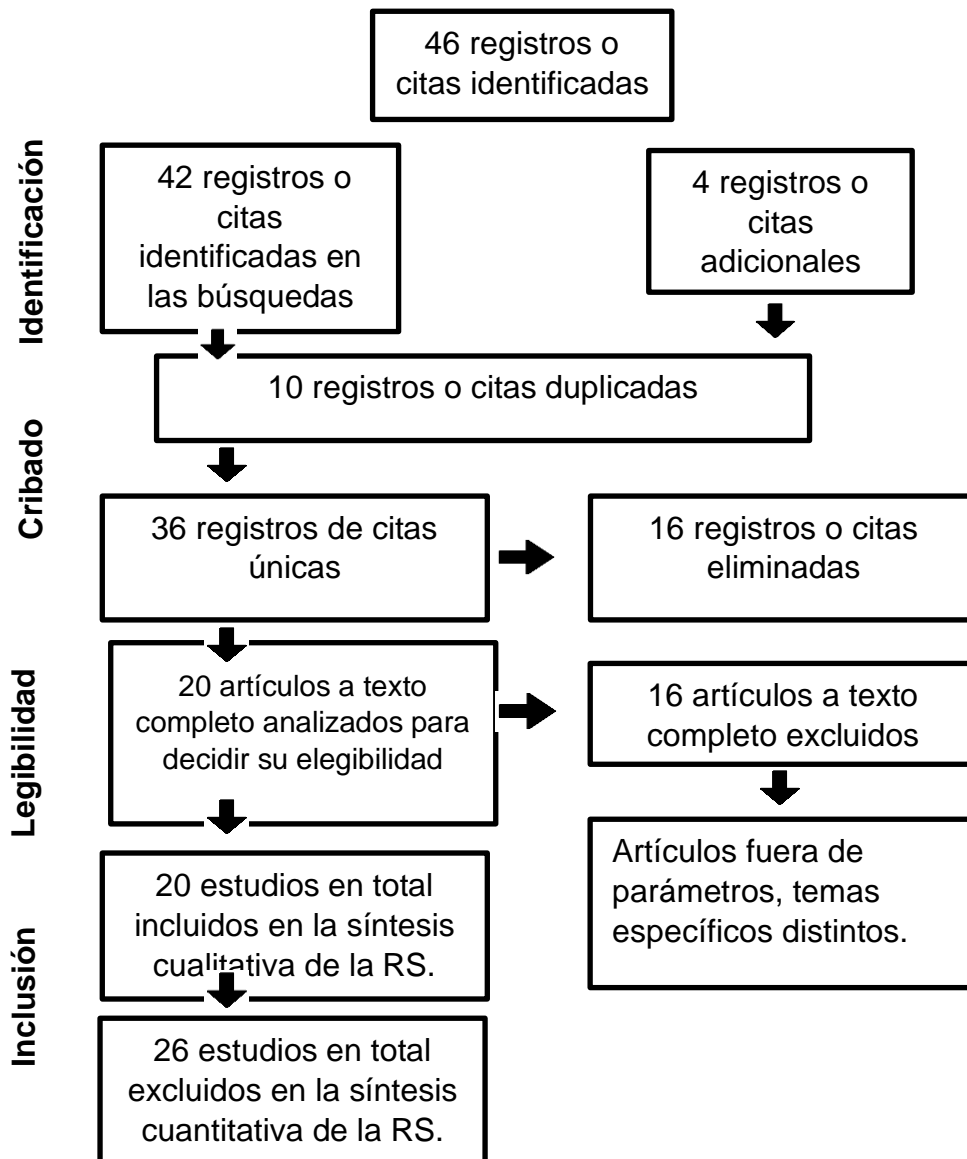 46 registros o
citas identificadas
Identificación
42 registros o
citas
identificadas en
las búsquedas
4 registros o
citas
adicionales
10 registros o citas duplicadas
Cribado
36 registros de citas
únicas
16 registros o citas
eliminadas
Legibilidad
20 artículos a texto
completo analizados para
decidir su elegibilidad
16 artículos a texto
completo excluidos
Artículos fuera de
parámetros, temas
específicos distintos.
Inclusión
20 estudios en total
incluidos en la síntesis
cualitativa de la RS.
26 estudios en total
excluidos en la síntesis
cuantitativa de la RS.